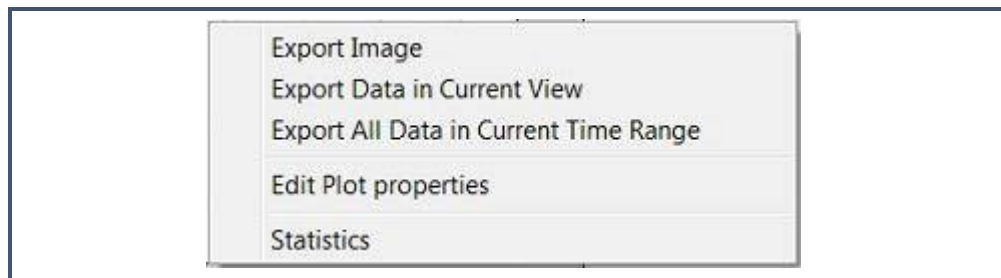 Export Image
Export Data in Current View
Export All Data in Current Time Range
Edit Plot properties
Statistics